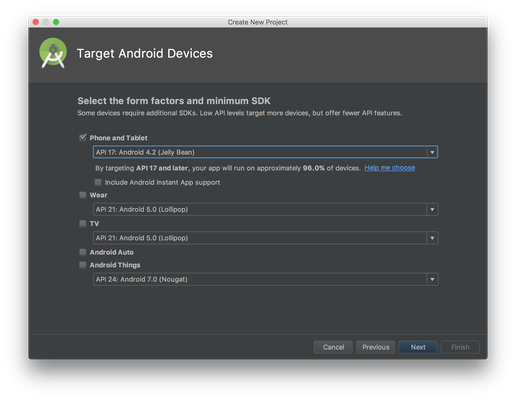 Create New Project
Target Android Devices
Select the form factors and minimum SDK
Some devices require additional SDKs. Low API levels target more devices, but offer fewer API features.
Phone and Tablet
API 17: Android 4.2 (Jelly Bean)
By targeting API 17 and later, your app will run on approximately 96.0% of devices. Help me choose
Include Android Instant App support
Wear
API 21: Android 5.0 (Lollipop)
TV
API 21: Android 5.0 (Lollipop)
Android Auto
Android Things
API 24: Android 7.0 (Nougat)
Cancel Previous Next Finish